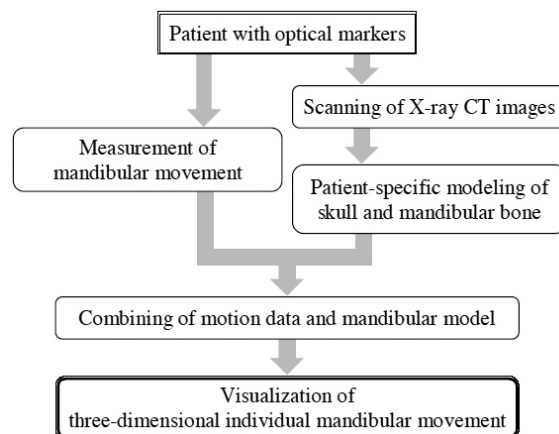 Patient with optical markers
Scanning of X-ray CT images
Measurement of
mandibular movement
Patient-specific modeling of
skull and mandibular bone
Combining of motion data and mandibular model
Visualization of
three-dimensional individual mandibular movement